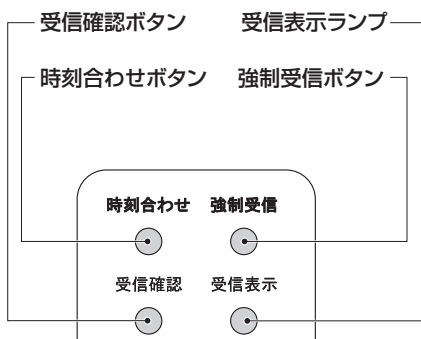 受信確認ボタン 受信表示ランプ
時刻合わせボタン 強制受信ボタン
時刻合わせ 強制受信
受信確認 受信表示